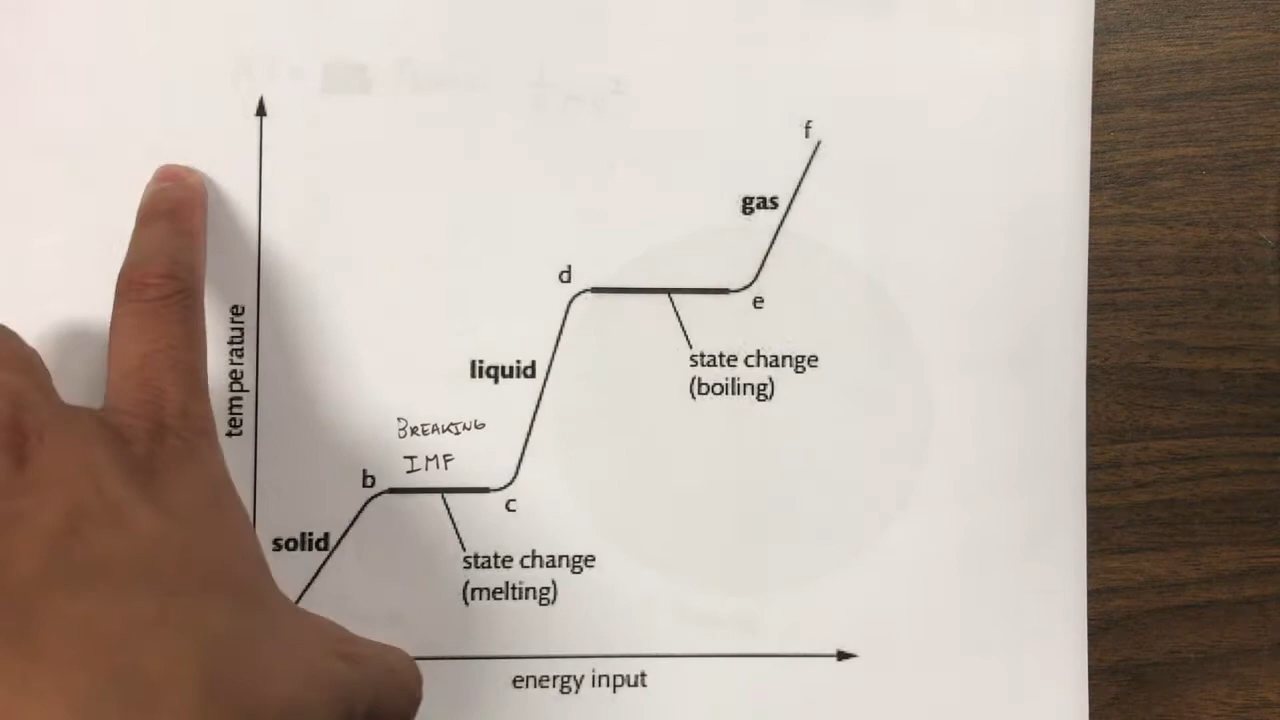 f
gas
d
e
temperature
liquid
state change
(boiling)
BREAKING
IMF
b
c
solid
state change
(melting)
energy input